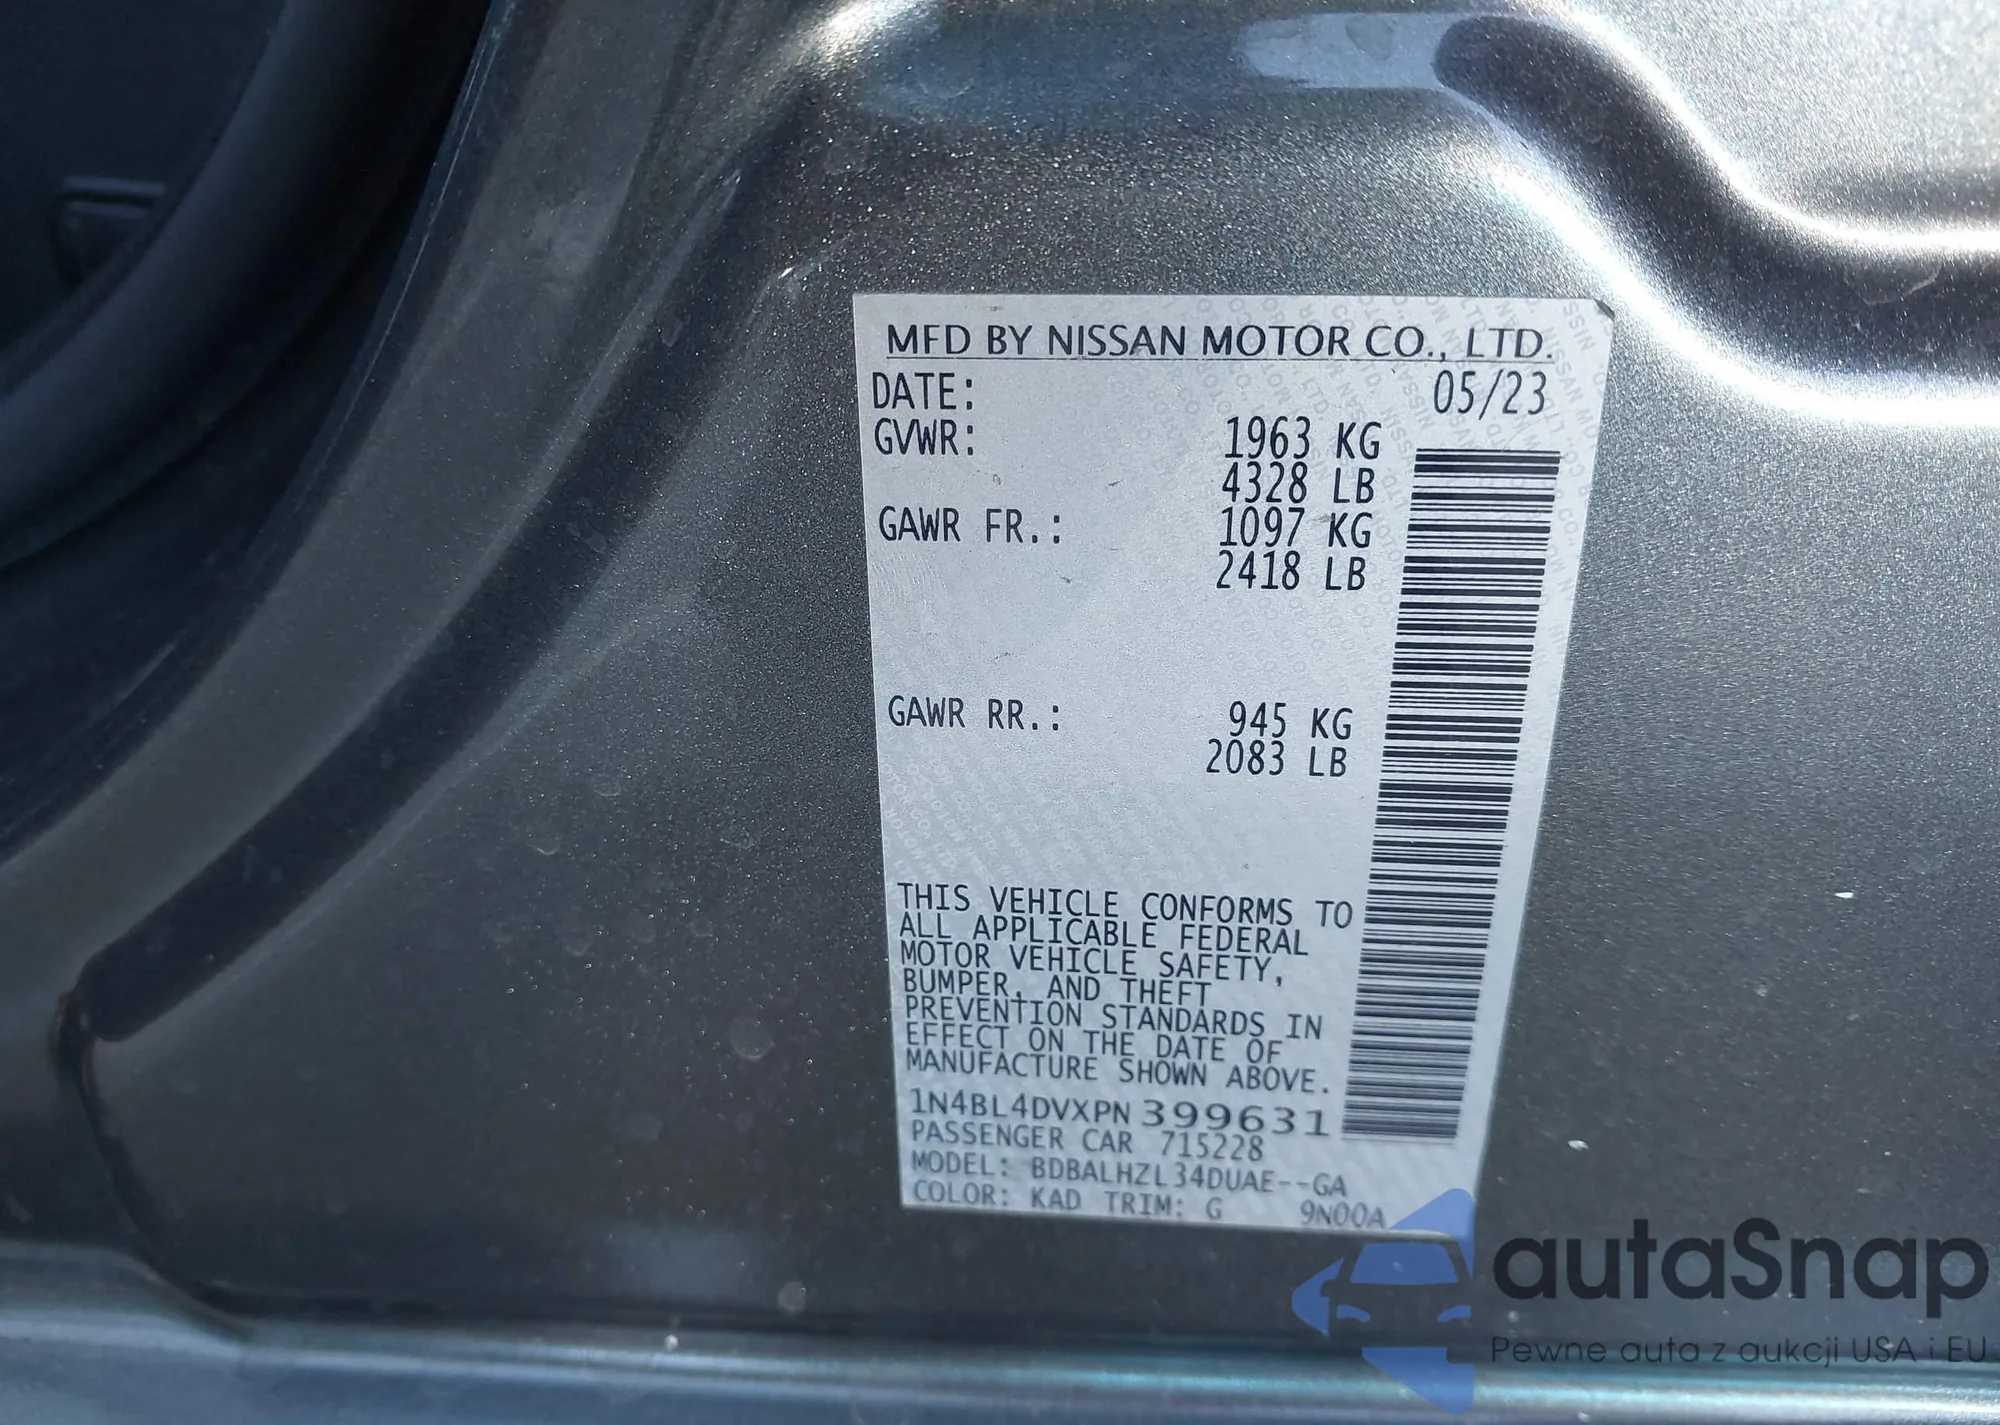 MFD BY NISSAN MOTOR CO., LTD.
DATE: 05/23
GVWR: 1963 KG
4328 LB
GAWR FR.: 1097 KG
2418 LB
GAWR RR.: 945 KG
2083 LB
THIS VEHICLE CONFORMS TO
ALL APPLICABLE FEDERAL
MOTOR VEHICLE SAFETY,
BUMPER, AND THEFT
PREVENTION STANDARDS IN
EFFECT ON THE DATE OF
MANUFACTURE SHOWN ABOVE.
1N4BL4DVXPN399631
PASSENGER CAR 715228
MODEL: BDBALHZL34DUAE--GA
COLOR: KAD TRIM: G 9N00A
autaSnap
Pewne auta z aukcji USA i EU